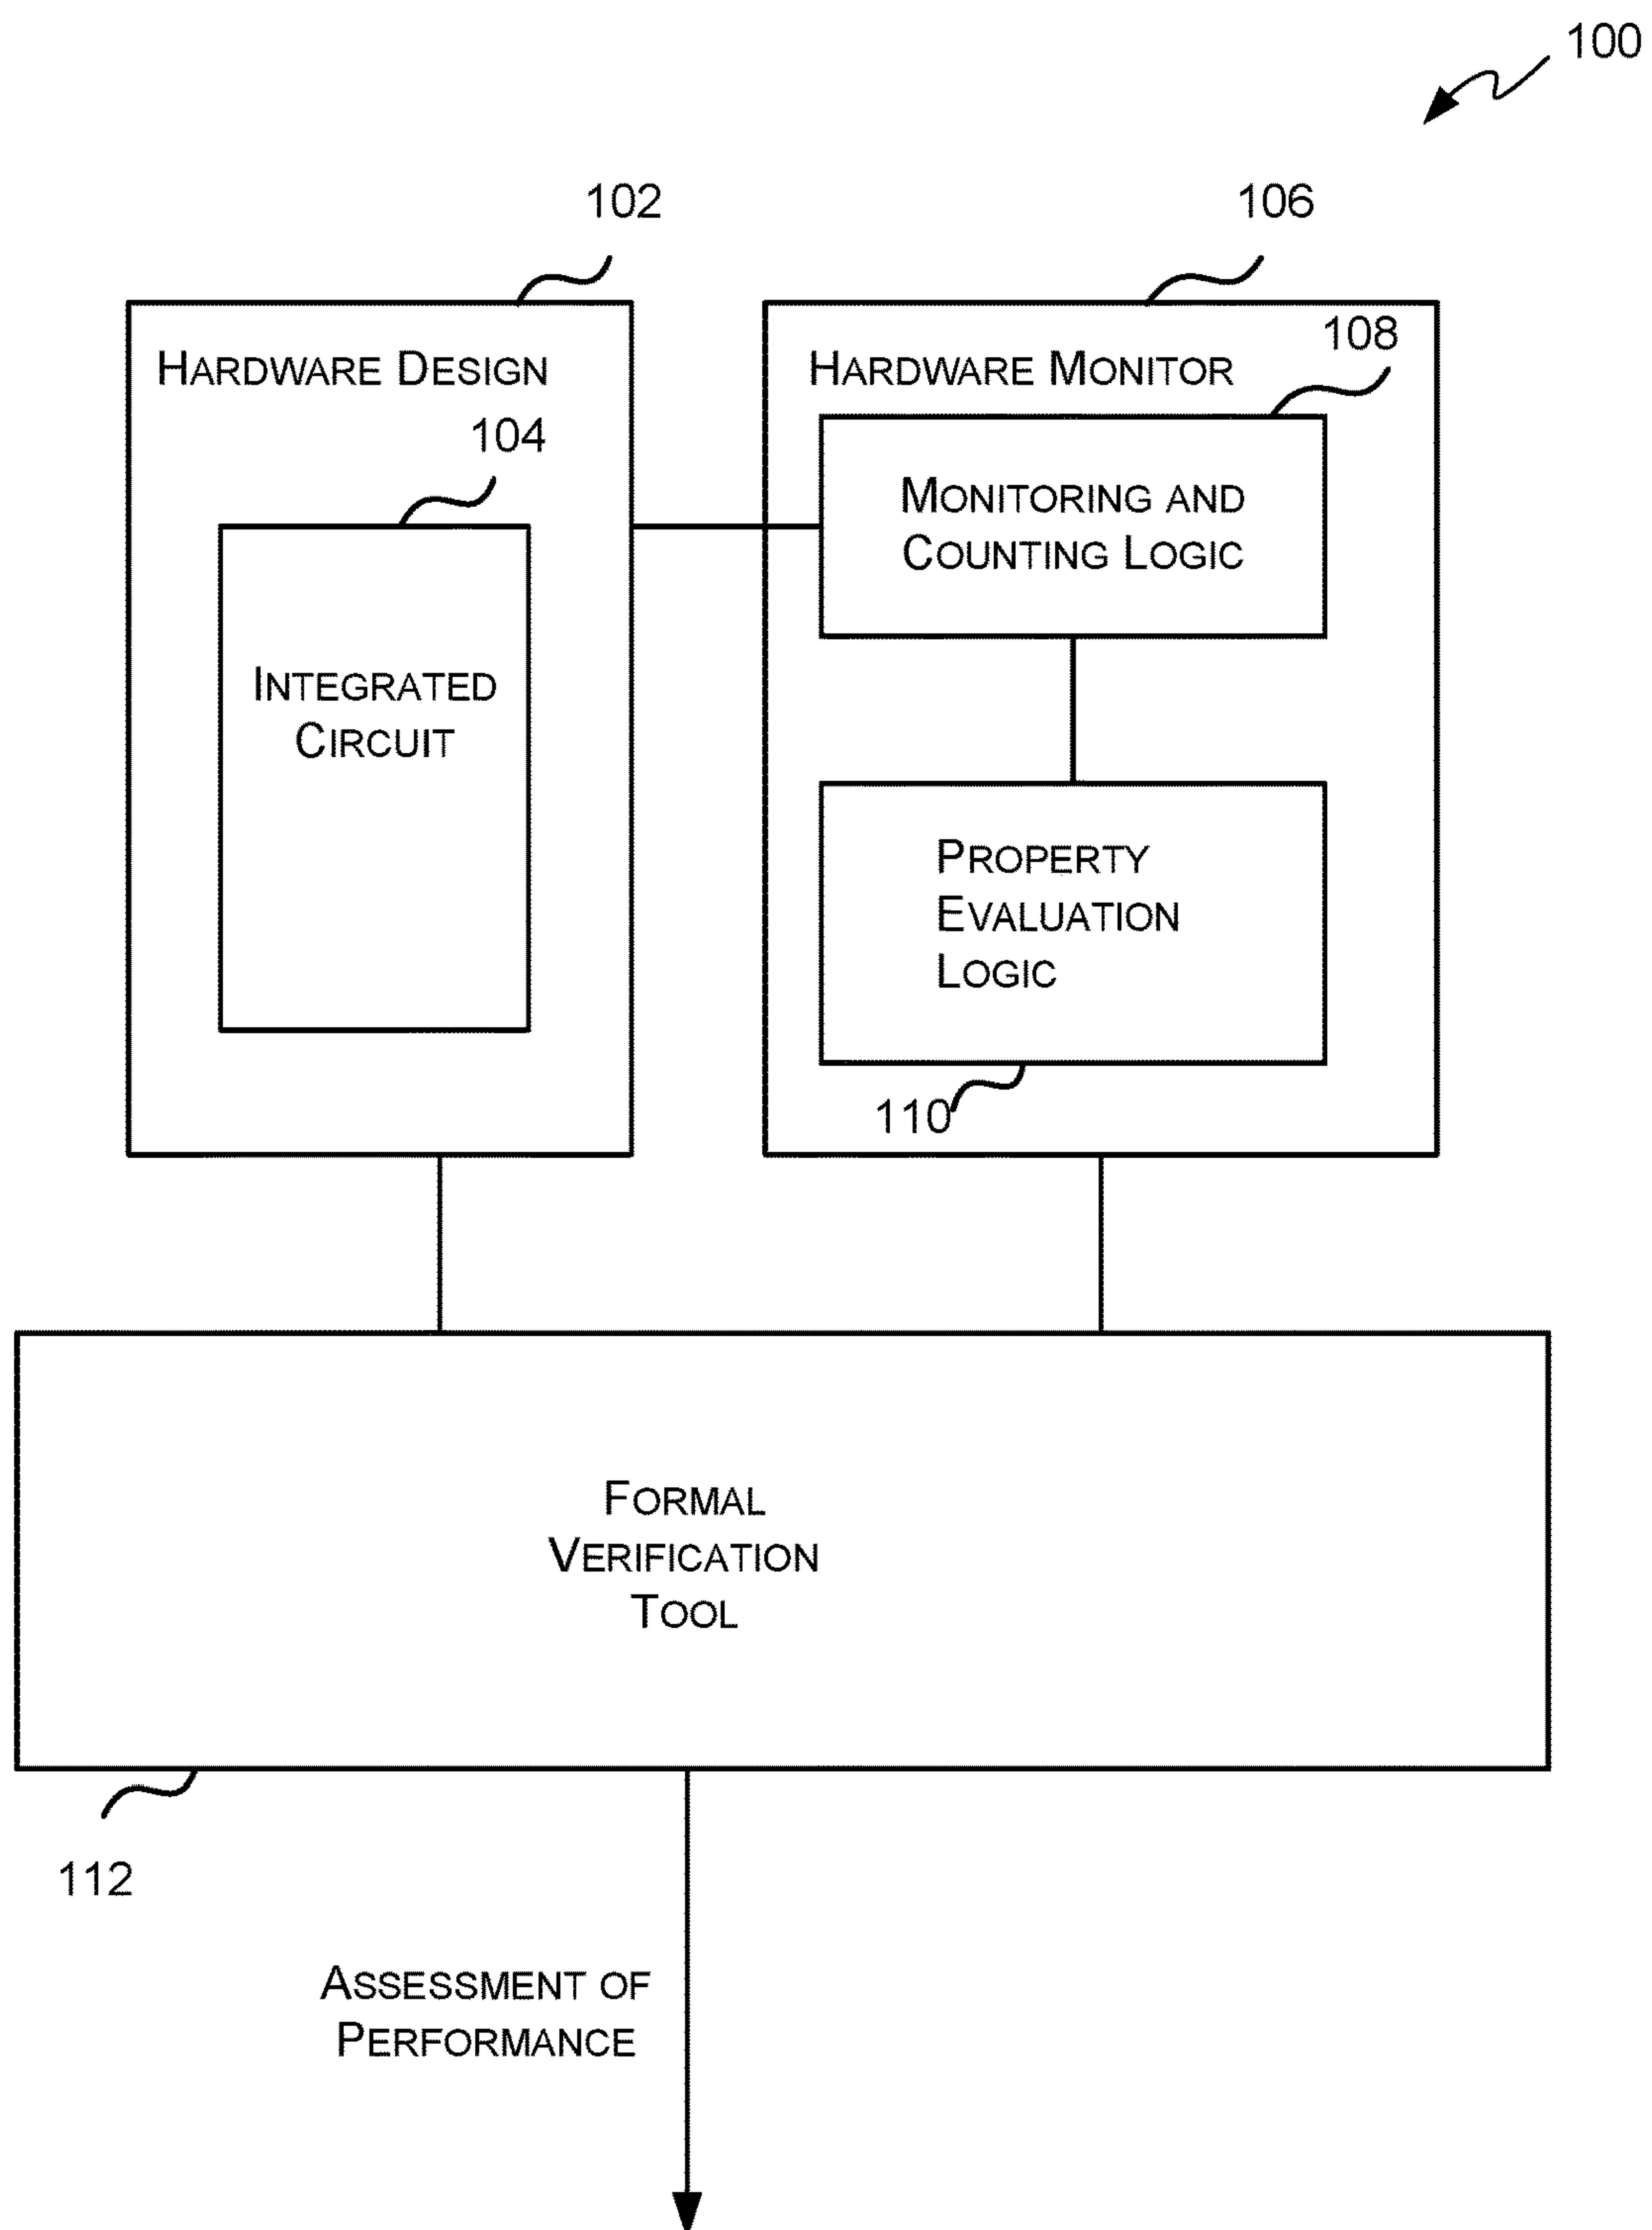 100
102
106
HARDWARE DESIGN
HARDWARE MONITOR
108
104
MONITORING AND
COUNTING LOGIC
INTEGRATED
CIRCUIT
PROPERTY
EVALUATION
LOGIC
110
FORMAL
VERIFICATION
TOOL
112
ASSESSMENT OF
PERFORMANCE